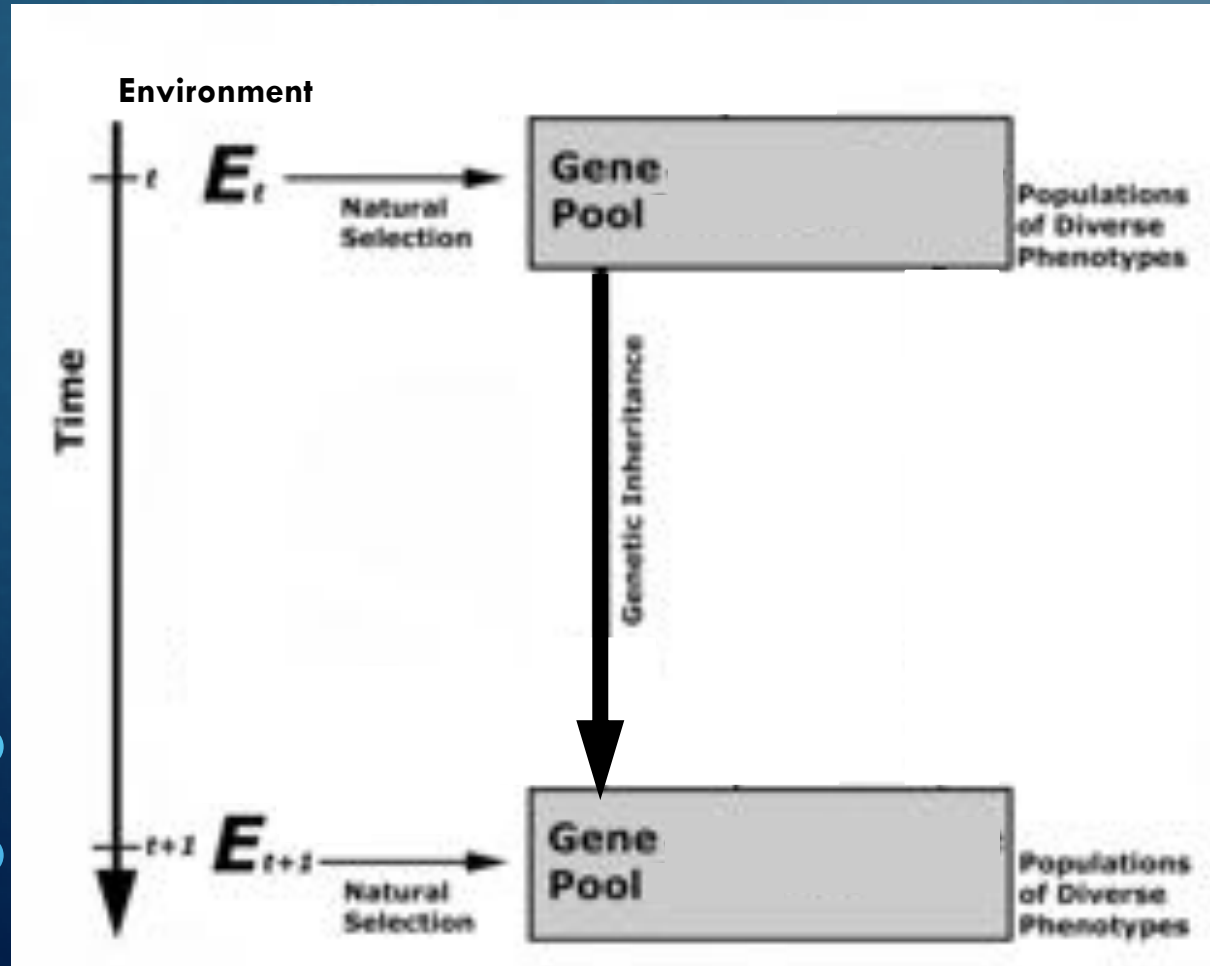 Environment
t
Et
Natural
Selection
Gene
Pool
Populations
of Diverse
Phenotypes
Time
Genetic Inheritance
t+1
Et+1
Natural
Selection
Gene
Pool
Populations
of Diverse
Phenotypes